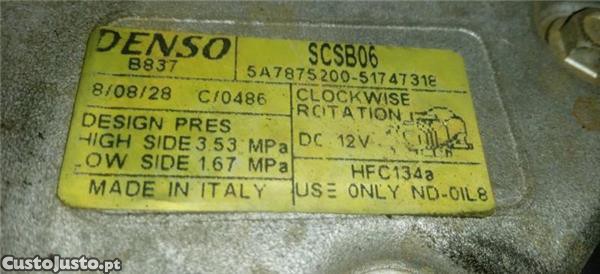 DENSO
B837
SCSB06
5A7875200-51747318
8/08/28 C/0486
CLOCKWISE
ROTATION
DC 12V
DESIGN PRES
HIGH SIDE 3.53 MPa
LOW SIDE 1.67 MPa
HFC134a
MADE IN ITALY
USE ONLY ND-OIL8
CustoJusto.pt